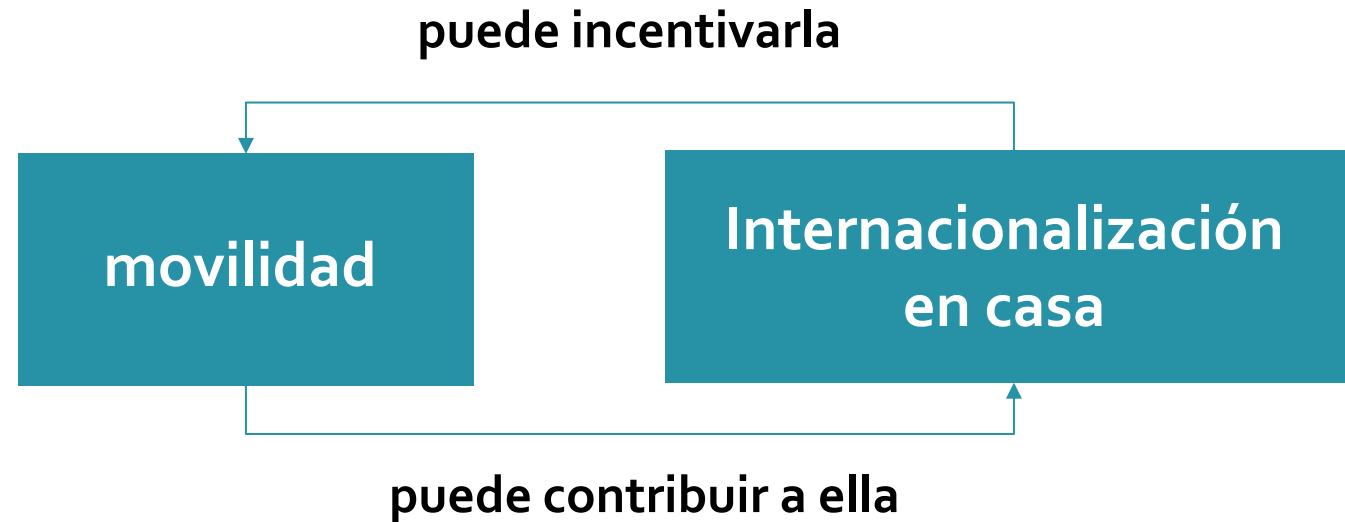 puede incentivarla
movilidad
Internacionalización
en casa
puede contribuir a ella